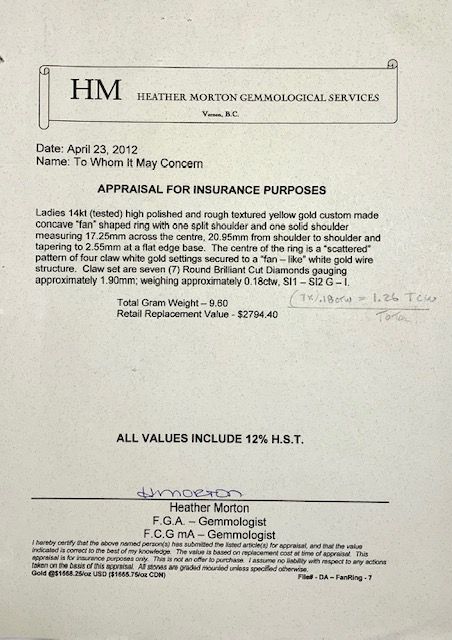 HM HEATHER MORTON GEMMOLOGICAL SERVICES
Vernon, B.C.
Date: April 23, 2012
Name: To Whom It May Concern
APPRAISAL FOR INSURANCE PURPOSES
Ladies 14kt (tested) high polished and rough textured yellow gold custom made
concave "fan" shaped ring with one split shoulder and one solid shoulder
measuring 17.25mm across the centre, 20.95mm from shoulder to shoulder and
tapering to 2.55mm at a flat edge base. The centre of the ring is a "scattered"
pattern of four claw white gold settings secured to a "fan – like" white gold wire
structure. Claw set are seven (7) Round Brilliant Cut Diamonds gauging
approximately 1.90mm; weighing approximately 0.18ctw, SI1 – SI2 G – I.
Total Gram Weight – 9.60
(7x .18ctw = 1.26 TCW
Retail Replacement Value - $2794.40
Total
ALL VALUES INCLUDE 12% H.S.T.
HMorton
Heather Morton
F.G.A. – Gemmologist
F.C.G mA – Gemmologist
I hereby certify that the above named person(s) has submitted the listed article(s) for appraisal, and that the value
indicated is correct to the best of my knowledge. The value is based on replacement cost at time of appraisal. This
appraisal is for insurance purposes only. This is not an offer to purchase. I assume no liability with respect to any actions
taken on the basis of this appraisal. All stones are graded mounted unless specified otherwise.
Gold @$1668.25/oz USD ($1665.75/oz CDN)
File# - DA – FanRing - 7